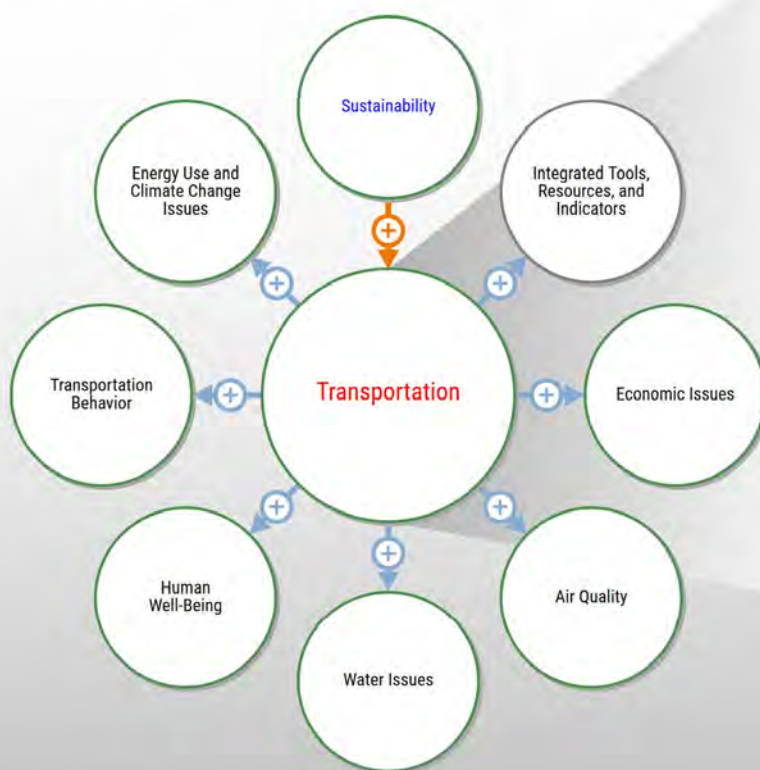 Sustainability
Energy Use and
Climate Change
Issues
Integrated Tools,
Resources, and
Indicators
Transportation
Behavior
Transportation
Economic Issues
Human
Well-Being
Air Quality
Water Issues